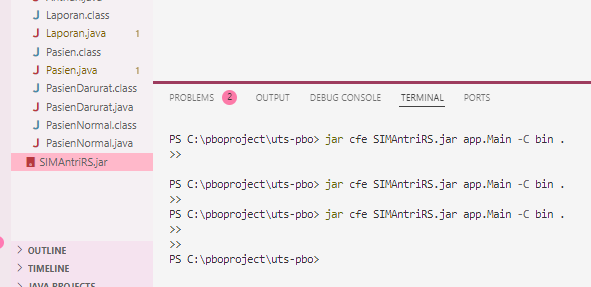 Laporan.class
Laporan.java 1
Pasien.class
Pasien.java 1
PasienDarurat.class
PasienDarurat.java
PasienNormal.class
PasienNormal.java
SIMAntriRS.jar
OUTLINE
TIMELINE
PROBLEMS 2 OUTPUT DEBUG CONSOLE TERMINAL PORTS
PS C:\pboproject\uts-pbo> jar cfe SIMAntriRS.jar app.Main -C bin .
>>
PS C:\pboproject\uts-pbo> jar cfe SIMAntriRS.jar app.Main -C bin .
>>
PS C:\pboproject\uts-pbo> jar cfe SIMAntriRS.jar app.Main -C bin .
>>
>>
PS C:\pboproject\uts-pbo>